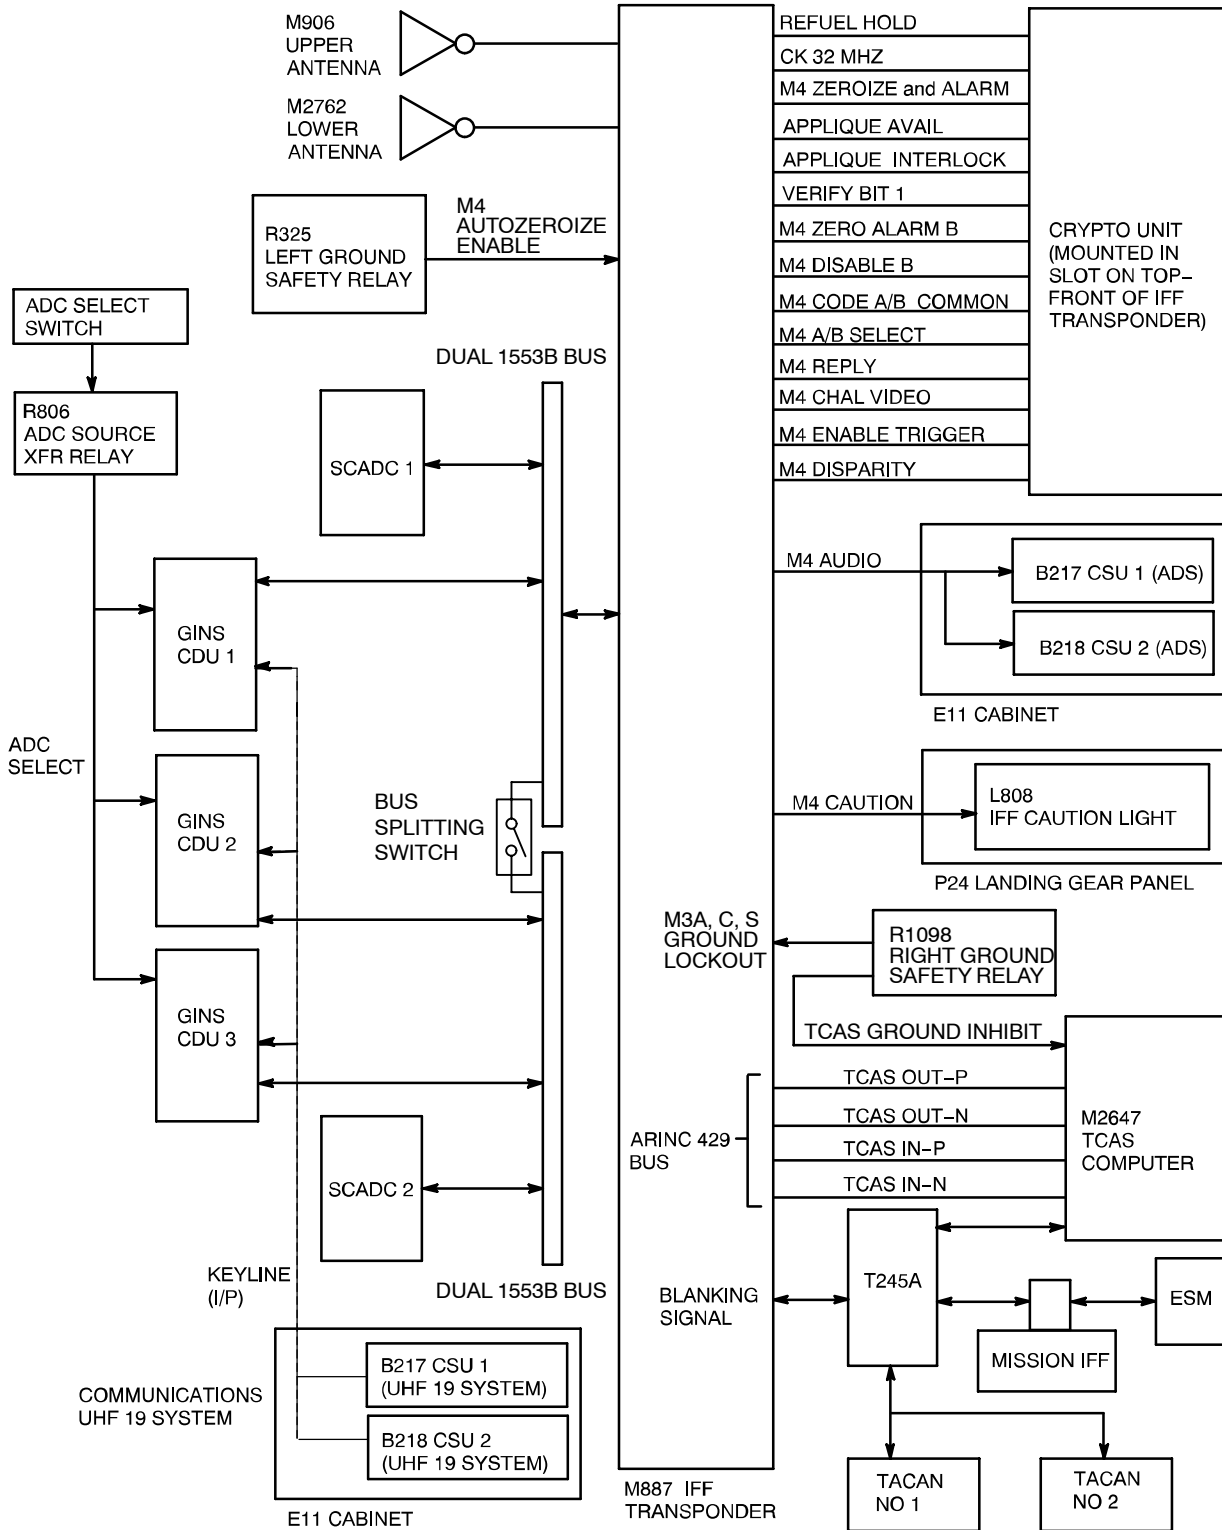 M906
UPPER
ANTENNA
M2762
LOWER
ANTENNA
R325
LEFT GROUND
SAFETY RELAY
M4
AUTOZEROIZE
ENABLE
ADC SELECT
SWITCH
R806
ADC SOURCE
XFR RELAY
DUAL 1553B BUS
SCADC 1
GINS
CDU 1
ADC
SELECT
GINS
CDU 2
BUS
SPLITTING
SWITCH
GINS
CDU 3
SCADC 2
KEYLINE
(I/P)
DUAL 1553B BUS
COMMUNICATIONS
UHF 19 SYSTEM
B217 CSU 1
(UHF 19 SYSTEM)
B218 CSU 2
(UHF 19 SYSTEM)
E11 CABINET
REFUEL HOLD
CK 32 MHZ
M4 ZEROIZE and ALARM
APPLIQUE AVAIL
APPLIQUE INTERLOCK
VERIFY BIT 1
M4 ZERO ALARM B
M4 DISABLE B
M4 CODE A/B COMMON
M4 A/B SELECT
M4 REPLY
M4 CHAL VIDEO
M4 ENABLE TRIGGER
M4 DISPARITY
CRYPTO UNIT
(MOUNTED IN
SLOT ON TOP–
FRONT OF IFF
TRANSPONDER)
M4 AUDIO
B217 CSU 1 (ADS)
B218 CSU 2 (ADS)
E11 CABINET
M4 CAUTION
L808
IFF CAUTION LIGHT
P24 LANDING GEAR PANEL
M3A, C, S
GROUND
LOCKOUT
R1098
RIGHT GROUND
SAFETY RELAY
TCAS GROUND INHIBIT
ARINC 429
BUS
TCAS OUT–P
TCAS OUT–N
TCAS IN–P
TCAS IN–N
M2647
TCAS
COMPUTER
BLANKING
SIGNAL
T245A
ESM
MISSION IFF
TACAN
NO 1
TACAN
NO 2
M887 IFF
TRANSPONDER